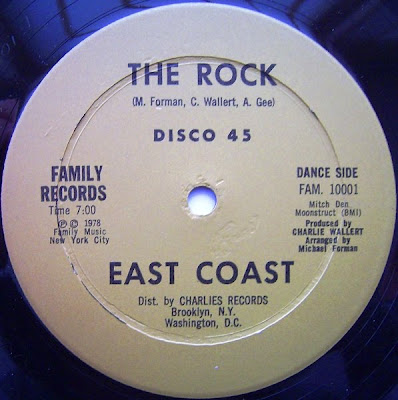 THE ROCK
(M. Forman, C. Wallert, A. Gee)
DISCO 45
FAMILY
RECORDS
Time 7:00
Ⓟ © 1978
Family Music
New York City
DANCE SIDE
FAM. 10001
Mitch Den
Moonstruct (BMI)
Produced by
CHARLIE WALLERT
Arranged by
Michael Forman
EAST COAST
Dist. by CHARLIES RECORDS
Brooklyn, N.Y.
Washington, D.C.